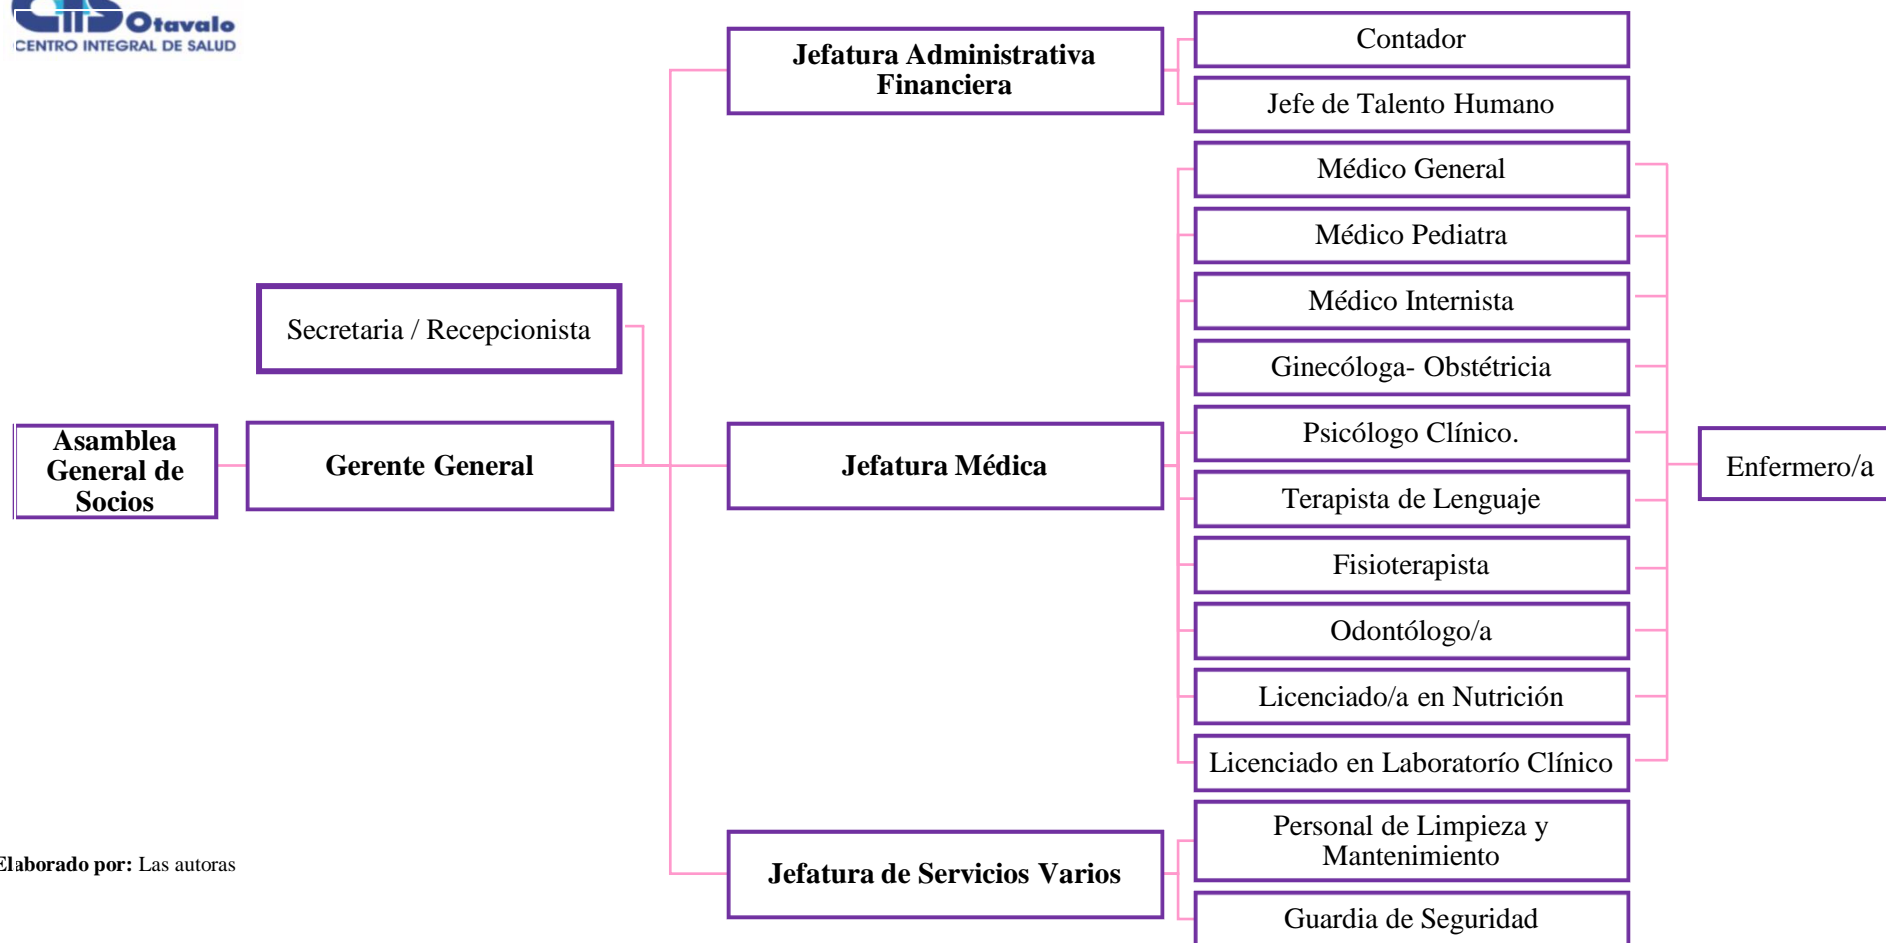 Otavalo
CENTRO INTEGRAL DE SALUD
Asamblea
General de
Socios
Secretaria / Recepcionista
Gerente General
Jefatura Administrativa
Financiera
Contador
Jefe de Talento Humano
Jefatura Médica
Médico General
Médico Pediatra
Médico Internista
Ginecóloga- Obstétricia
Psicólogo Clínico.
Terapista de Lenguaje
Fisioterapista
Odontólogo/a
Licenciado/a en Nutrición
Licenciado en Laboratorío Clínico
Enfermero/a
Jefatura de Servicios Varios
Personal de Limpieza y
Mantenimiento
Guardia de Seguridad
Elaborado por: Las autoras